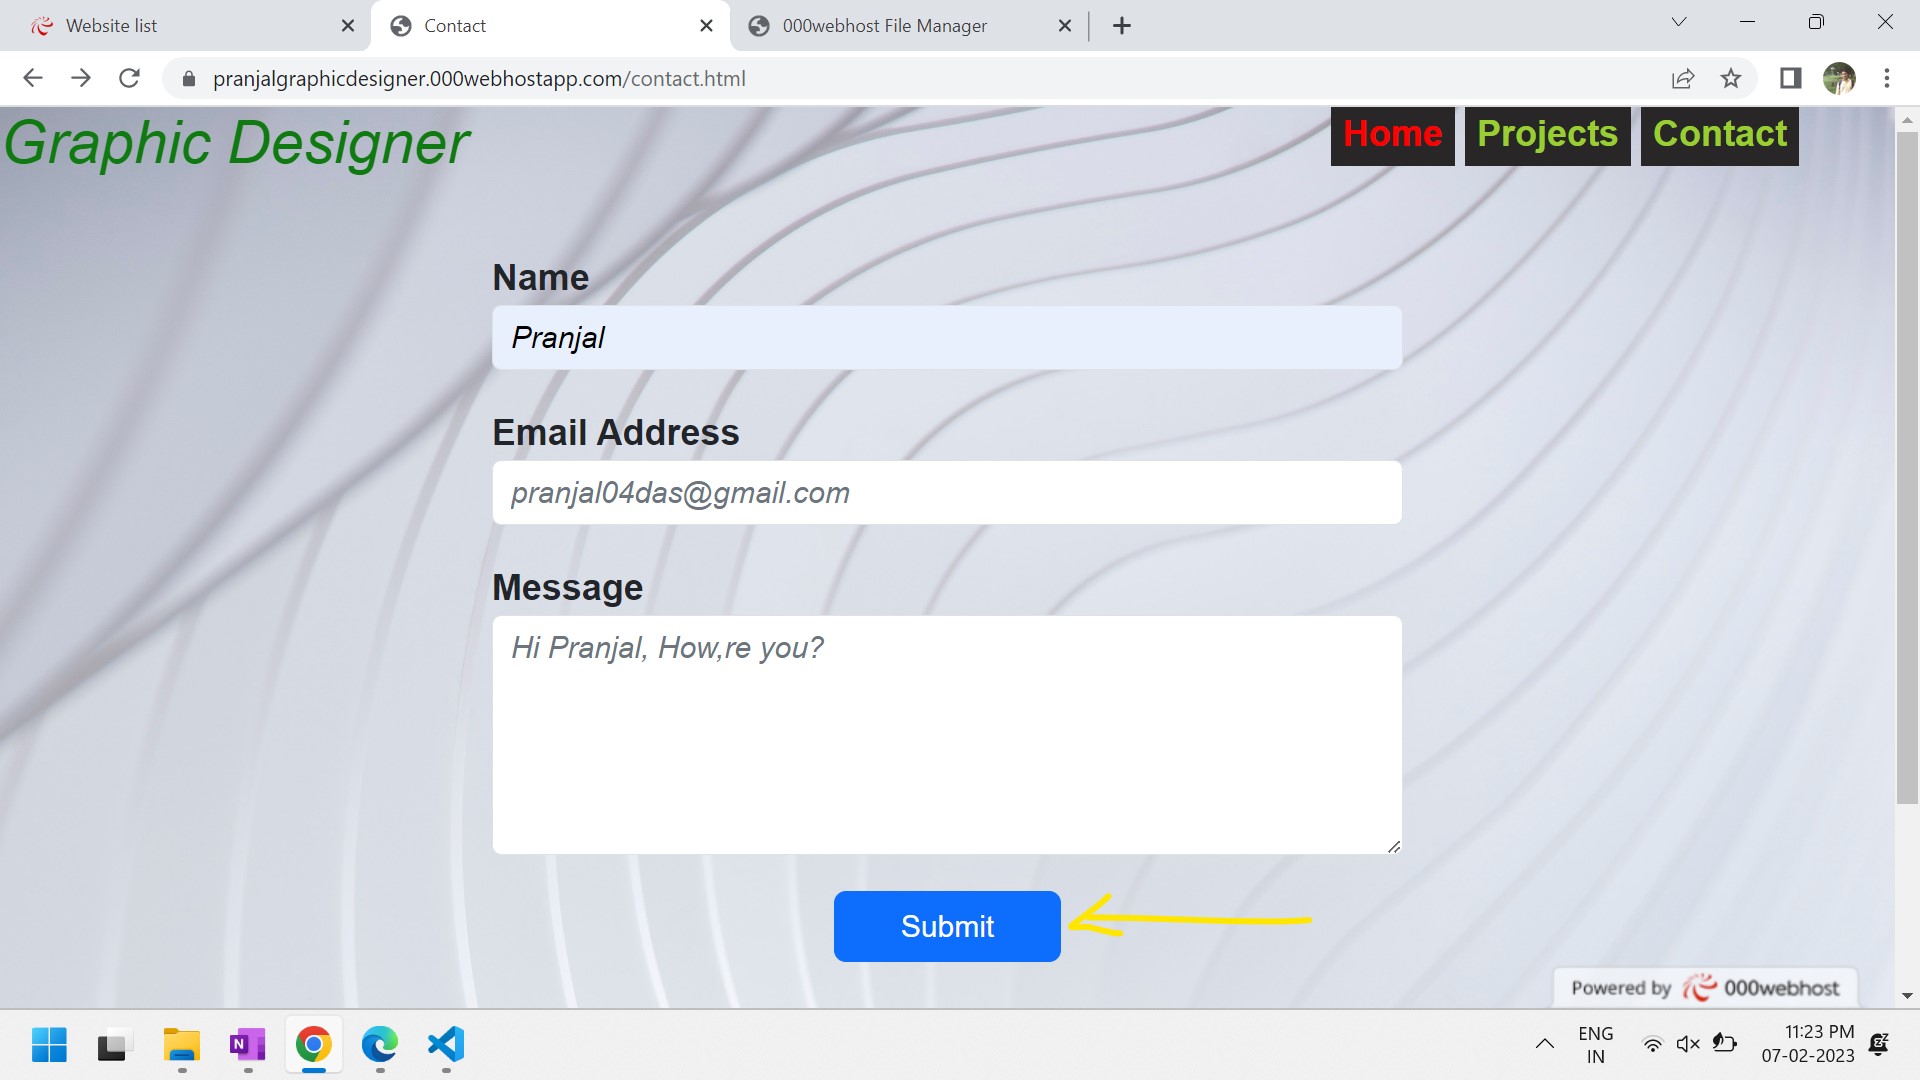 Website list
Contact
000webhost File Manager
pranjalgraphicdesigner.000webhostapp.com/contact.html
Graphic Designer
Home
Projects
Contact
Name
Pranjal
Email Address
pranjal04das@gmail.com
Message
Hi Pranjal, How,re you?
Submit
Powered by 000webhost
N
ENG
IN
11:23 PM
07-02-2023